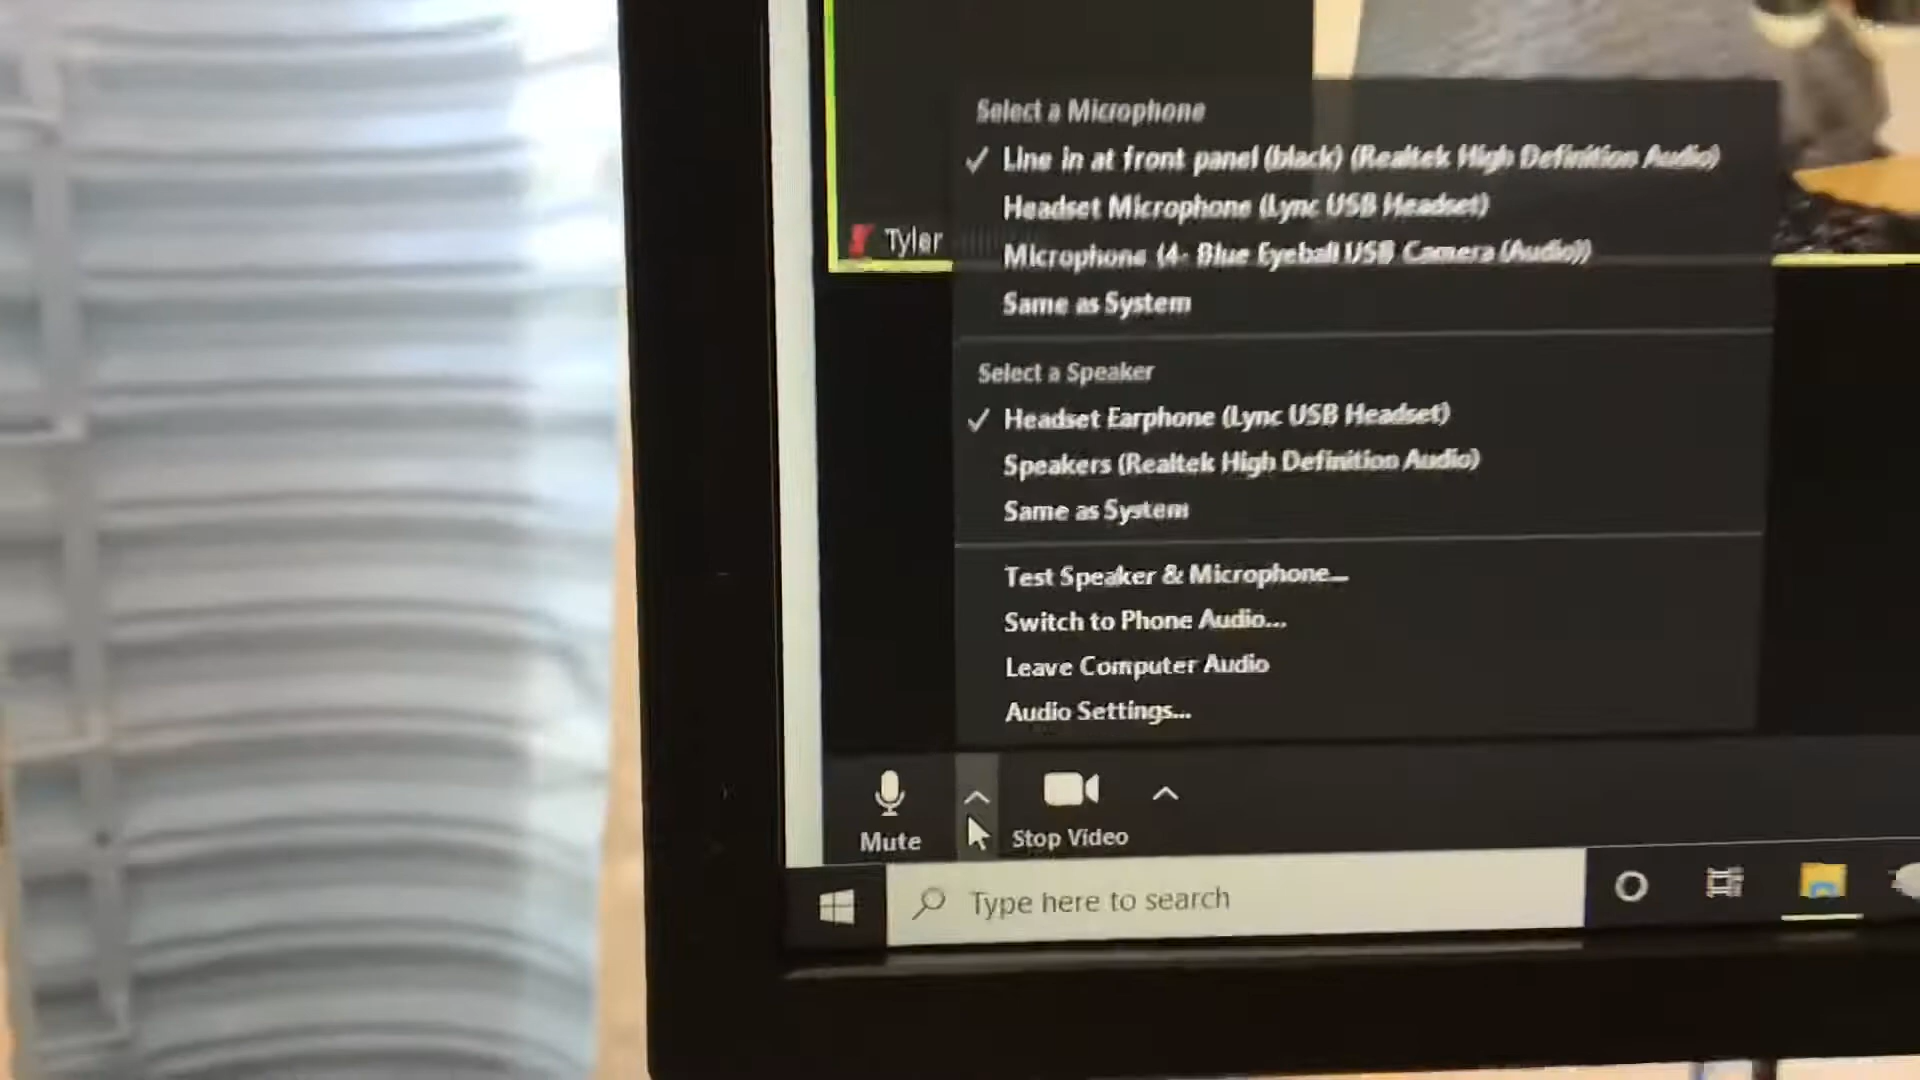 Select a Microphone
✓ Line in at front panel (black) (Realtek High Definition Audio)
Headset Microphone (Lync USB Headset)
Tyler
Microphone (4- Blue Eyeball USB Camera (Audio))
Same as System
Select a Speaker
✓ Headset Earphone (Lync USB Headset)
Speakers (Realtek High Definition Audio)
Same as System
Test Speaker & Microphone...
Switch to Phone Audio...
Leave Computer Audio
Audio Settings...
Mute
Stop Video
Type here to search